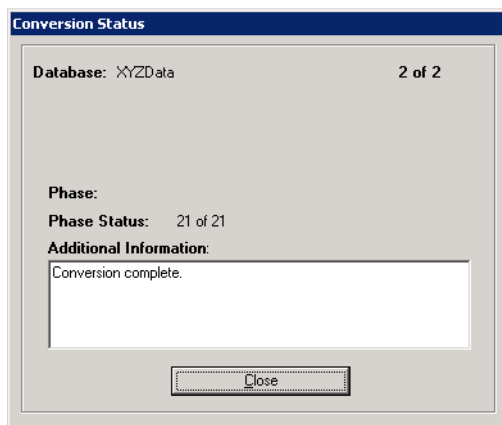 Conversion Status
Database: XYZData 2 of 2
Phase:
Phase Status: 21 of 21
Additional Information:
Conversion complete.
Close